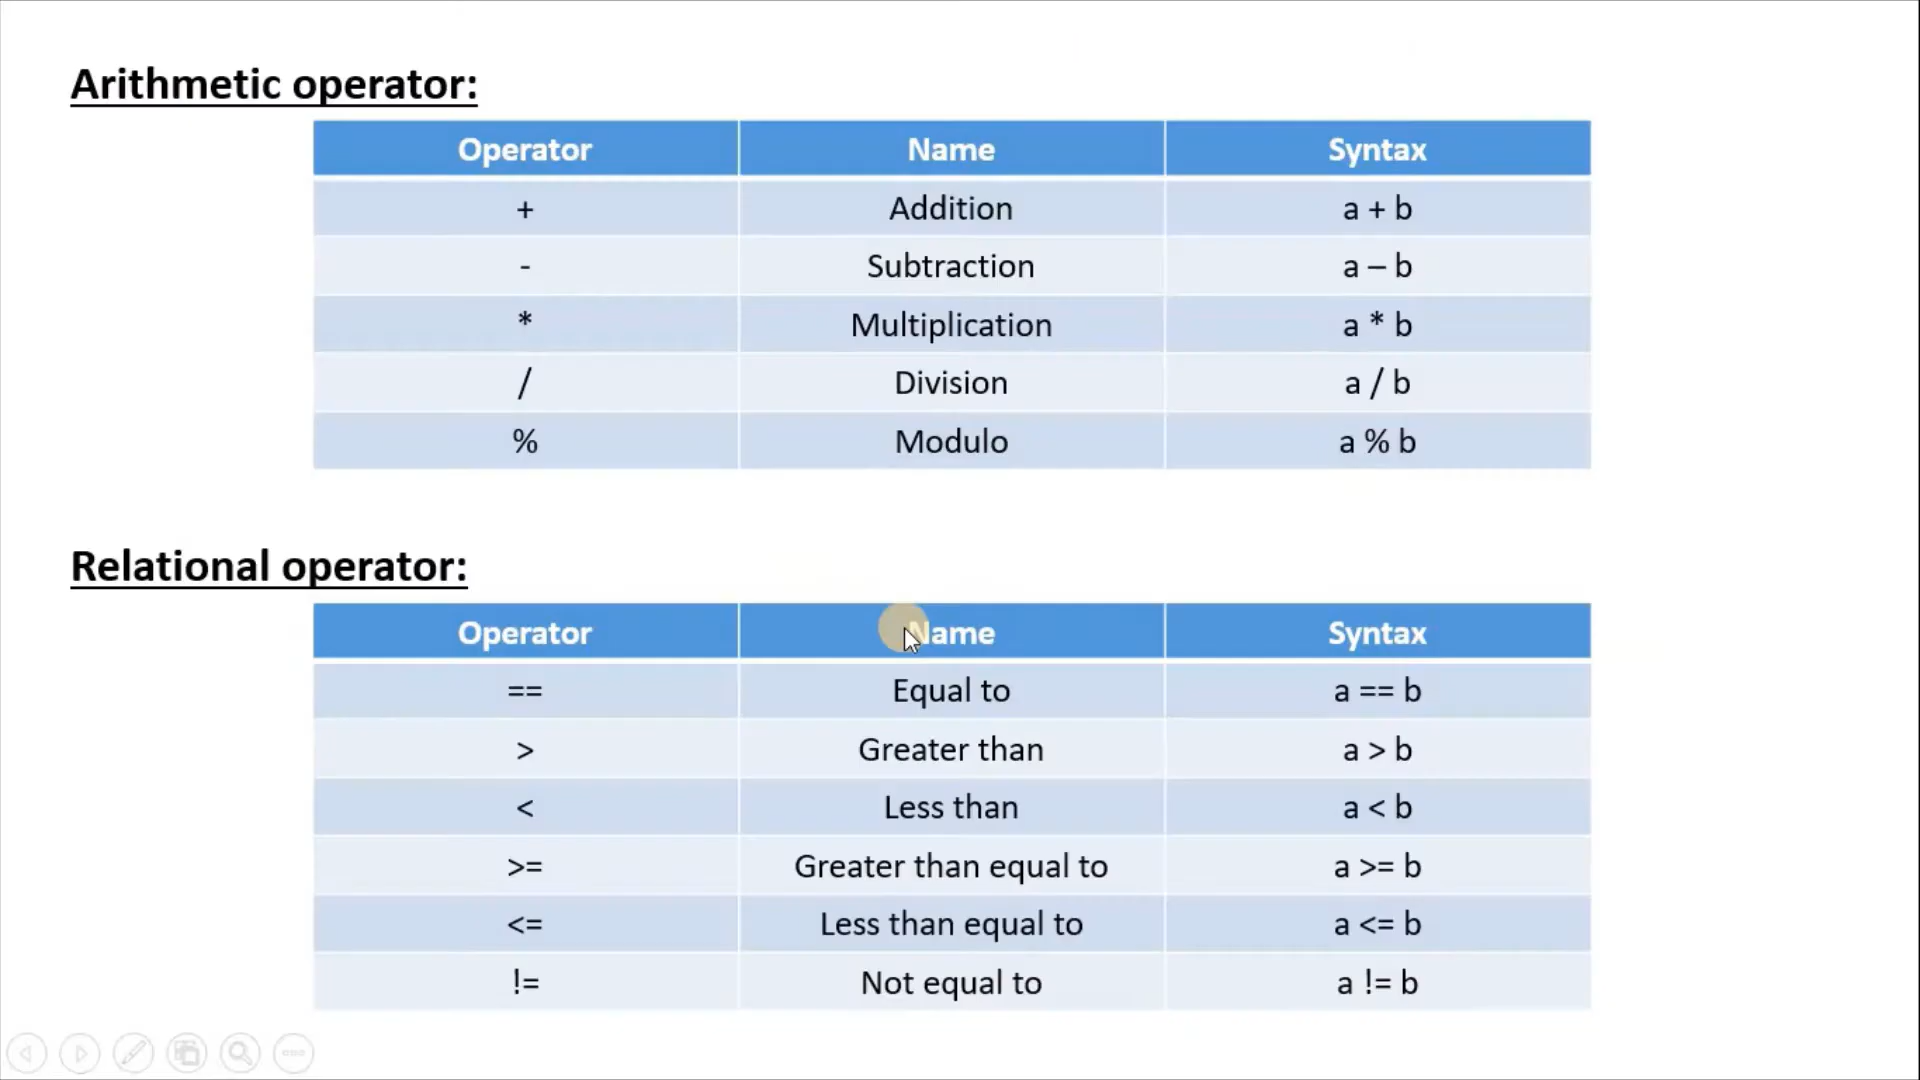 Arithmetic operator:
Operator Name Syntax
+ Addition a + b
- Subtraction a – b
* Multiplication a * b
/ Division a / b
% Modulo a % b
Relational operator:
Operator Name Syntax
== Equal to a == b
> Greater than a > b
< Less than a < b
>= Greater than equal to a >= b
<= Less than equal to a <= b
!= Not equal to a != b